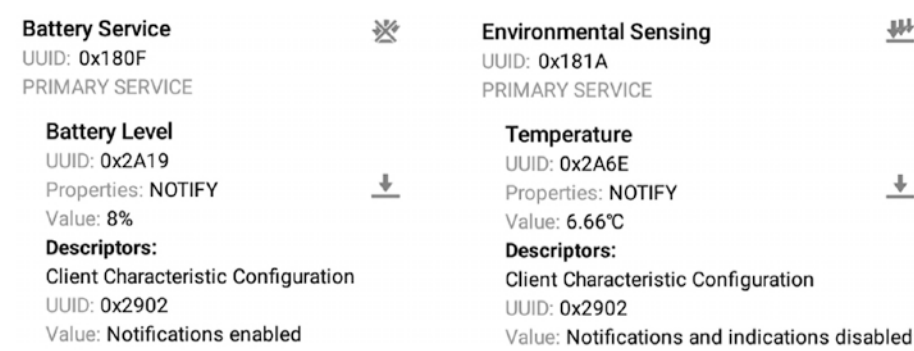 Battery Service
UUID: 0x180F
PRIMARY SERVICE
Battery Level
UUID: 0x2A19
Properties: NOTIFY
Value: 8%
Descriptors:
Client Characteristic Configuration
UUID: 0x2902
Value: Notifications enabled
Environmental Sensing
UUID: 0x181A
PRIMARY SERVICE
Temperature
UUID: 0x2A6E
Properties: NOTIFY
Value: 6.66°C
Descriptors:
Client Characteristic Configuration
UUID: 0x2902
Value: Notifications and indications disabled